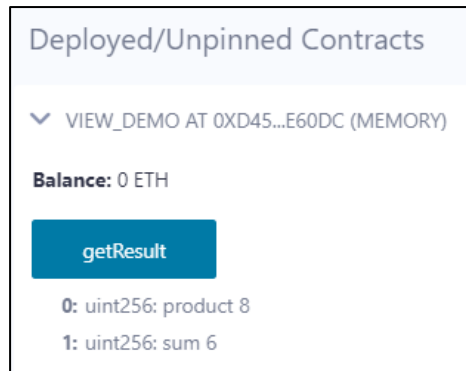 Deployed/Unpinned Contracts
VIEW_DEMO AT 0XD45...E60DC (MEMORY)
Balance: 0 ETH
getResult
0: uint256: product 8
1: uint256: sum 6